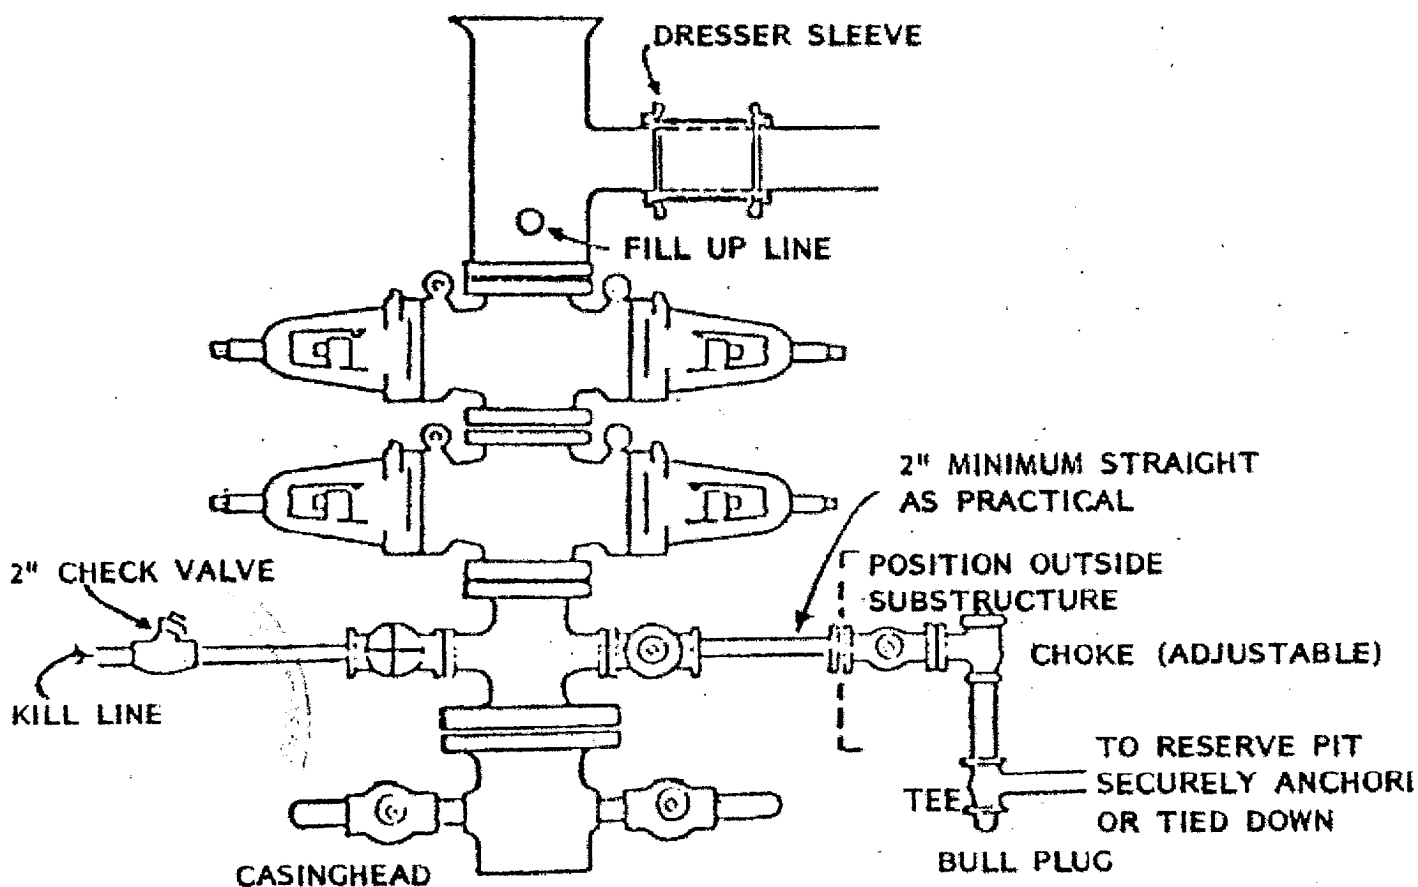 DRESSER SLEEVE
FILL UP LINE
2" MINIMUM STRAIGHT
AS PRACTICAL
2" CHECK VALVE
POSITION OUTSIDE
SUBSTRUCTURE
CHOKE (ADJUSTABLE)
KILL LINE
TO RESERVE PIT
SECURELY ANCHORE
OR TIED DOWN
TEE
BULL PLUG
CASINGHEAD